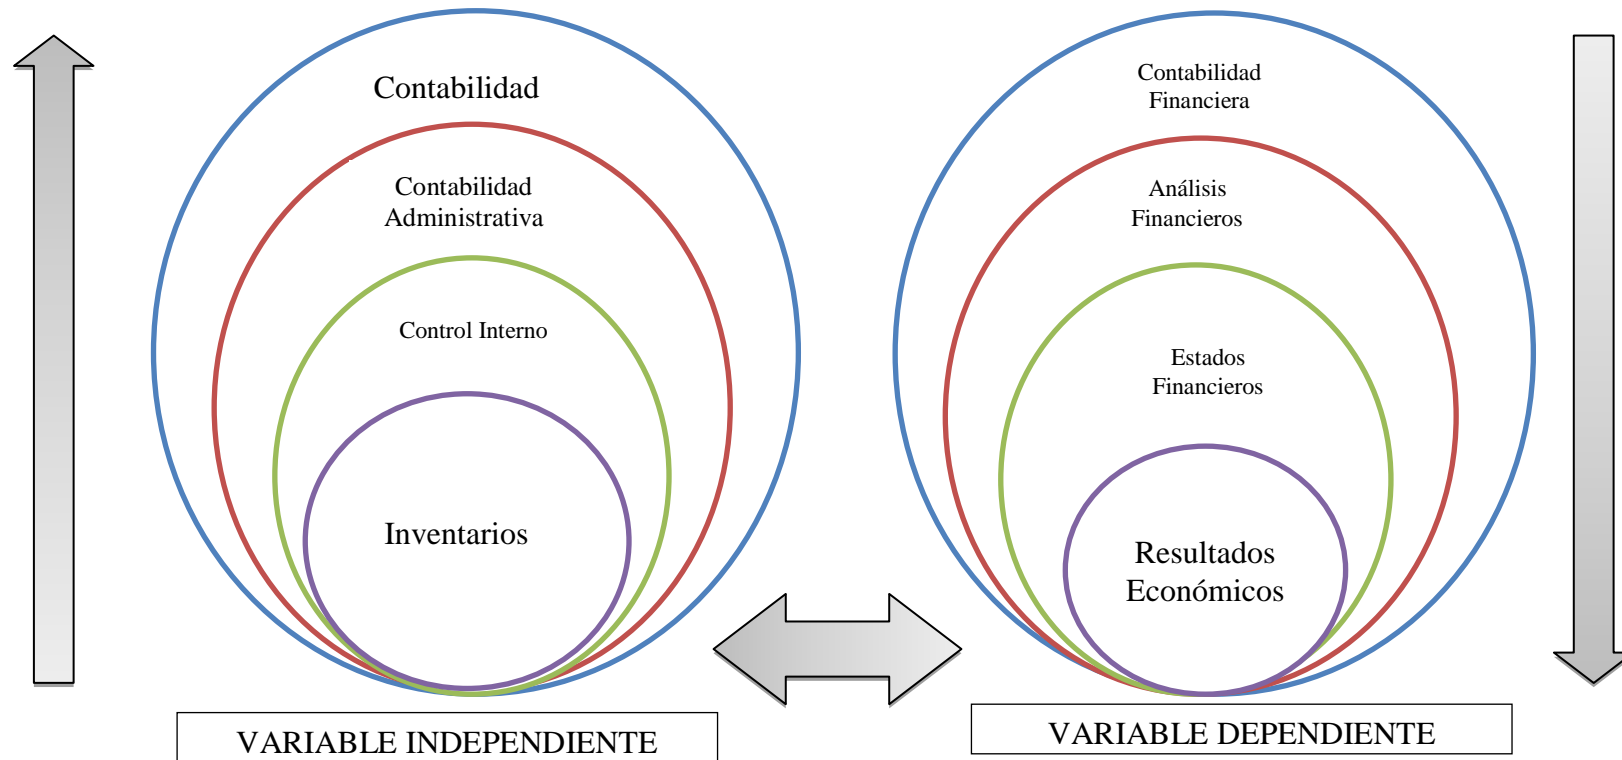 Contabilidad
Contabilidad
Administrativa
Control Interno
Inventarios
VARIABLE INDEPENDIENTE
Contabilidad
Financiera
Análisis
Financieros
Estados
Financieros
Resultados
Económicos
VARIABLE DEPENDIENTE